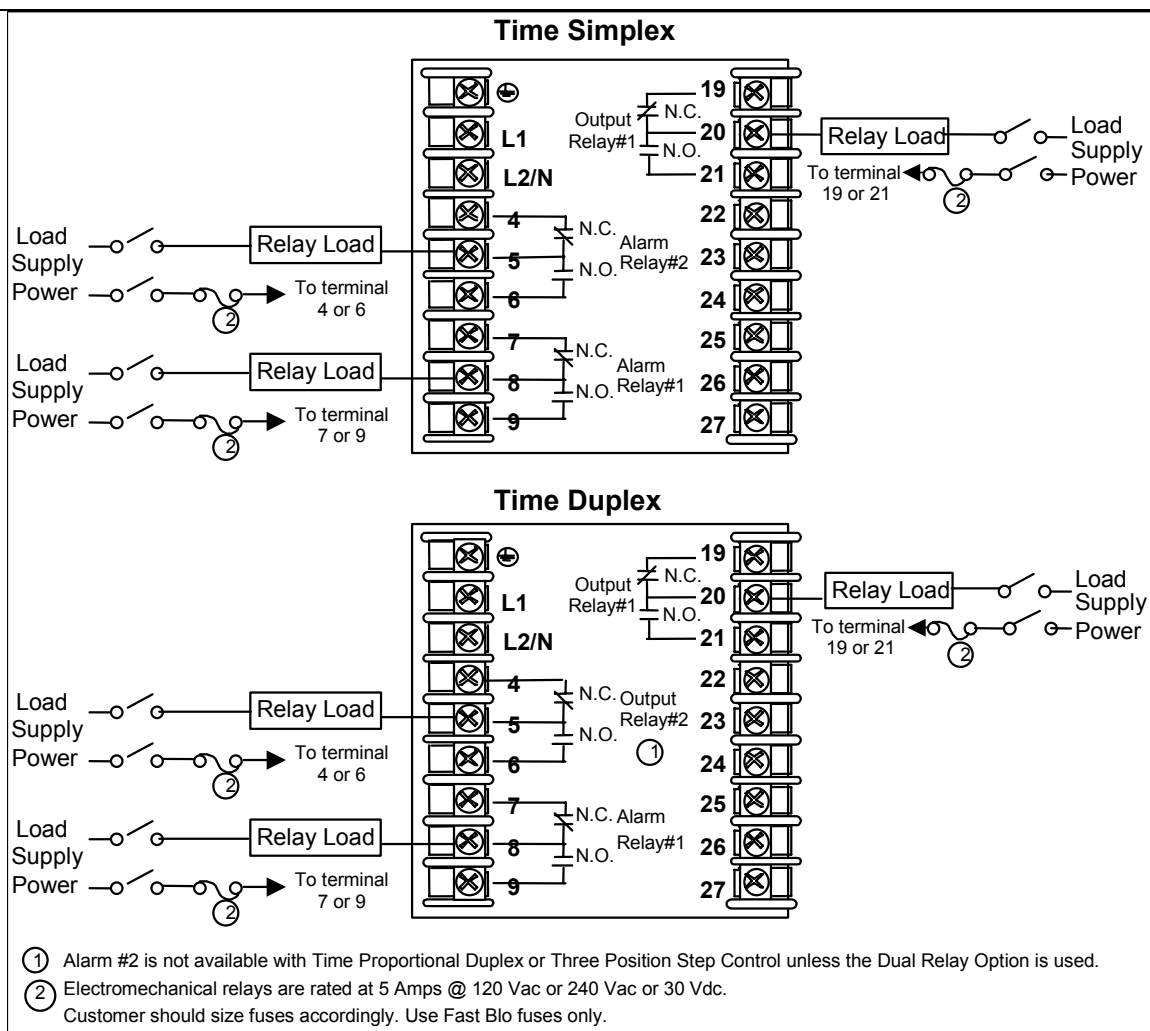 Time Simplex
L1
L2/N
4
5
6
7
8
9
N.C.
Alarm
Relay#2
N.O.
N.C.
Alarm
Relay#1
N.O.
Output
Relay#1
N.C.
N.O.
19
20
21
22
23
24
25
26
27
Relay Load
Load
Supply
Power
To terminal
19 or 21
2
Load
Supply
Power
Relay Load
To terminal
4 or 6
2
Load
Supply
Power
Relay Load
To terminal
7 or 9
2
Time Duplex
L1
L2/N
4
5
6
7
8
9
N.C.
Output
Relay#2
N.O.
1
N.C.
Alarm
Relay#1
N.O.
Output
Relay#1
N.C.
N.O.
19
20
21
22
23
24
25
26
27
Relay Load
Load
Supply
Power
To terminal
19 or 21
2
Load
Supply
Power
Relay Load
To terminal
4 or 6
2
Load
Supply
Power
Relay Load
To terminal
7 or 9
2
1 Alarm #2 is not available with Time Proportional Duplex or Three Position Step Control unless the Dual Relay Option is used.
2 Electromechanical relays are rated at 5 Amps @ 120 Vac or 240 Vac or 30 Vdc.
Customer should size fuses accordingly. Use Fast Blo fuses only.